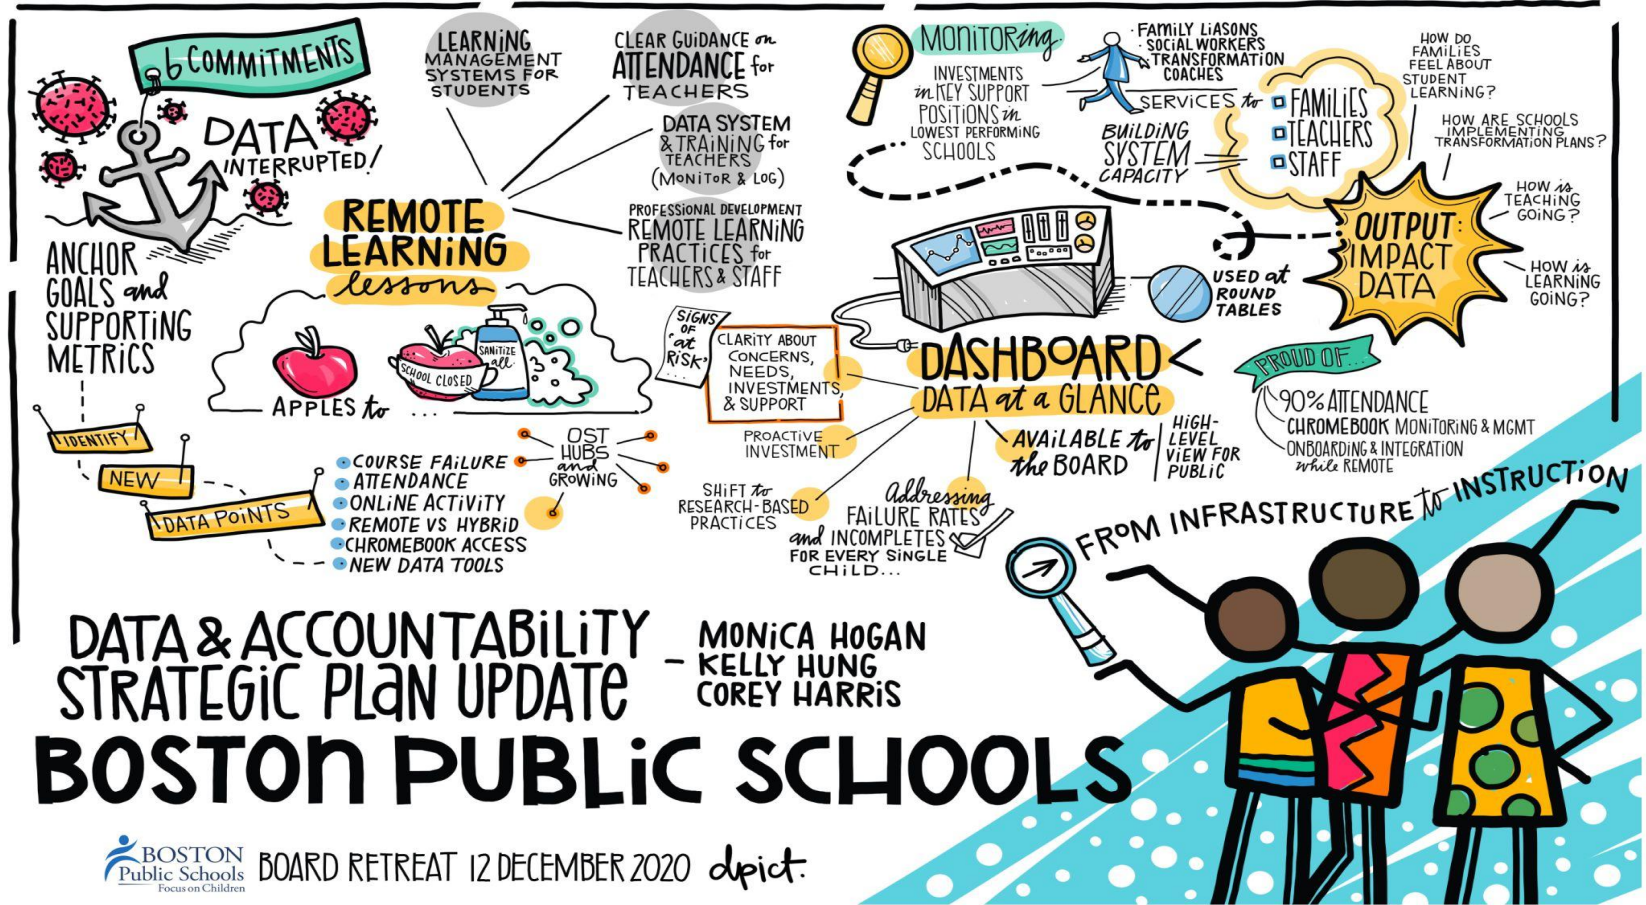 6 COMMITMENTS
DATA
INTERRUPTED!
ANCHOR
GOALS and
SUPPORTING
METRICS
IDENTIFY
NEW
DATA POINTS
COURSE FAILURE
ATTENDANCE
ONLINE ACTIVITY
REMOTE VS HYBRID
CHROMEBOOK ACCESS
NEW DATA TOOLS
REMOTE
LEARNING
lessons
LEARNING
MANAGEMENT
SYSTEMS FOR
STUDENTS
CLEAR GUIDANCE on
ATTENDANCE for
TEACHERS
DATA SYSTEM
& TRAINING for
TEACHERS
(MONITOR & LOG)
PROFESSIONAL DEVELOPMENT
REMOTE LEARNING
PRACTICES for
TEACHERS & STAFF
SCHOOL CLOSED
SANITIZE
all
APPLES to ...
OST
HUBS
and
GROWING
MONITORING
INVESTMENTS
in KEY SUPPORT
POSITIONS in
LOWEST PERFORMING
SCHOOLS
· FAMILY LIASONS
· SOCIAL WORKERS
· TRANSFORMATION
COACHES
SERVICES to
FAMILIES
TEACHERS
STAFF
BUILDING
SYSTEM
CAPACITY
HOW DO
FAMILIES
FEEL ABOUT
STUDENT
LEARNING?
HOW ARE SCHOOLS
IMPLEMENTING
TRANSFORMATION PLANS?
HOW is
TEACHING
GOING?
HOW is
LEARNING
GOING?
OUTPUT:
IMPACT
DATA
USED at
ROUND
TABLES
DASHBOARD
DATA at a GLANCE
SIGNS
OF
'at
RISK'
...
CLARITY ABOUT
CONCERNS,
NEEDS,
INVESTMENTS,
& SUPPORT
PROACTIVE
INVESTMENT
SHIFT to
RESEARCH-BASED
PRACTICES
Addressing
FAILURE RATES
and INCOMPLETES
FOR EVERY SINGLE
CHILD...
AVAILABLE to
the BOARD
HIGH-
LEVEL
VIEW FOR
PUBLIC
PROUD OF...
90% ATTENDANCE
CHROMEBOOK MONITORING & MGMT
ONBOARDING & INTEGRATION
while REMOTE
FROM INFRASTRUCTURE to INSTRUCTION
DATA & ACCOUNTABILITY
STRATEGIC PLAN UPDATE
- MONICA HOGAN
- KELLY HUNG
COREY HARRIS
BOSTON PUBLIC SCHOOLS
BOSTON
Public Schools
Focus on Children
BOARD RETREAT 12 DECEMBER 2020 dpict.